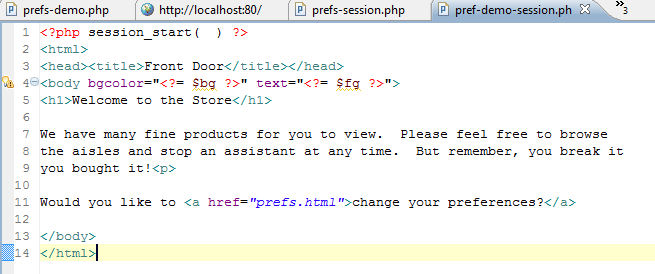 prefs-demo.php http://localhost:80/ prefs-session.php pref-demo-session.ph »3
1 <?php session_start(  ) ?>
2 <html>
3 <head><title>Front Door</title></head>
4 <body bgcolor="<?= $bg ?>" text="<?= $fg ?>">
5 <h1>Welcome to the Store</h1>
6
7 We have many fine products for you to view.  Please feel free to browse
8 the aisles and stop an assistant at any time.  But remember, you break it
9 you bought it!<p>
10
11 Would you like to <a href="prefs.html">change your preferences?</a>
12
13 </body>
14 </html>